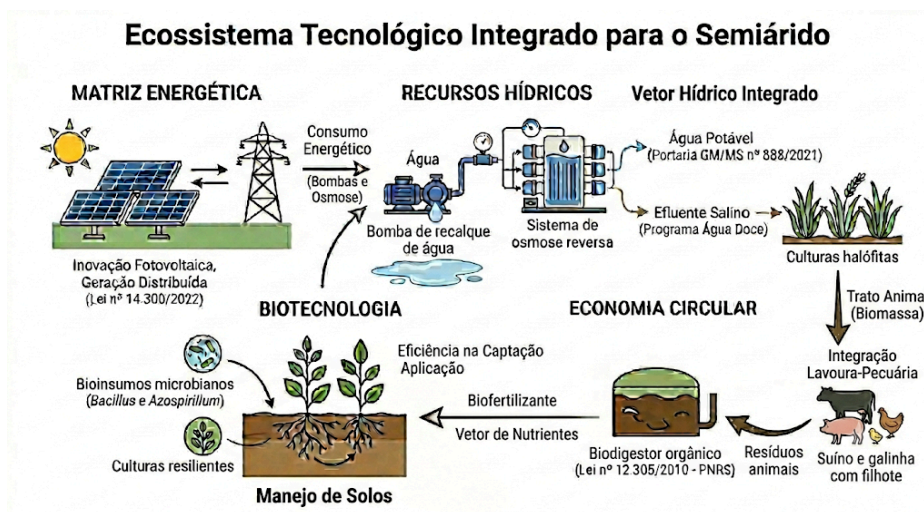 Ecossistema Tecnológico Integrado para o Semiárido
MATRIZ ENERGÉTICA
Inovação Fotovoltaica,
Geração Distribuída
(Lei nº 14.300/2022)
Consumo
Energético
(Bombas e
Osmose)
RECURSOS HÍDRICOS
Água
Bomba de recalque
de água
Sistema de
osmose reversa
Vetor Hídrico Integrado
Água Potável
(Portaria GM/MS nº 888/2021)
Efluente Salino
(Programa Água Doce)
Culturas halófitas
Trato Anima
(Biomassa)
Integração
Lavoura-Pecuária
Suíno e galinha
com filhote
Resíduos
animais
ECONOMIA CIRCULAR
Biodigestor orgânico
(Lei nº 12.305/2010 - PNRS)
Biofertilizante
Vetor de Nutrientes
BIOTECNOLOGIA
Eficiência na Captação
Aplicação
Bioinsumos microbianos
(Bacillus e Azospirillum)
Culturas resilientes
Manejo de Solos